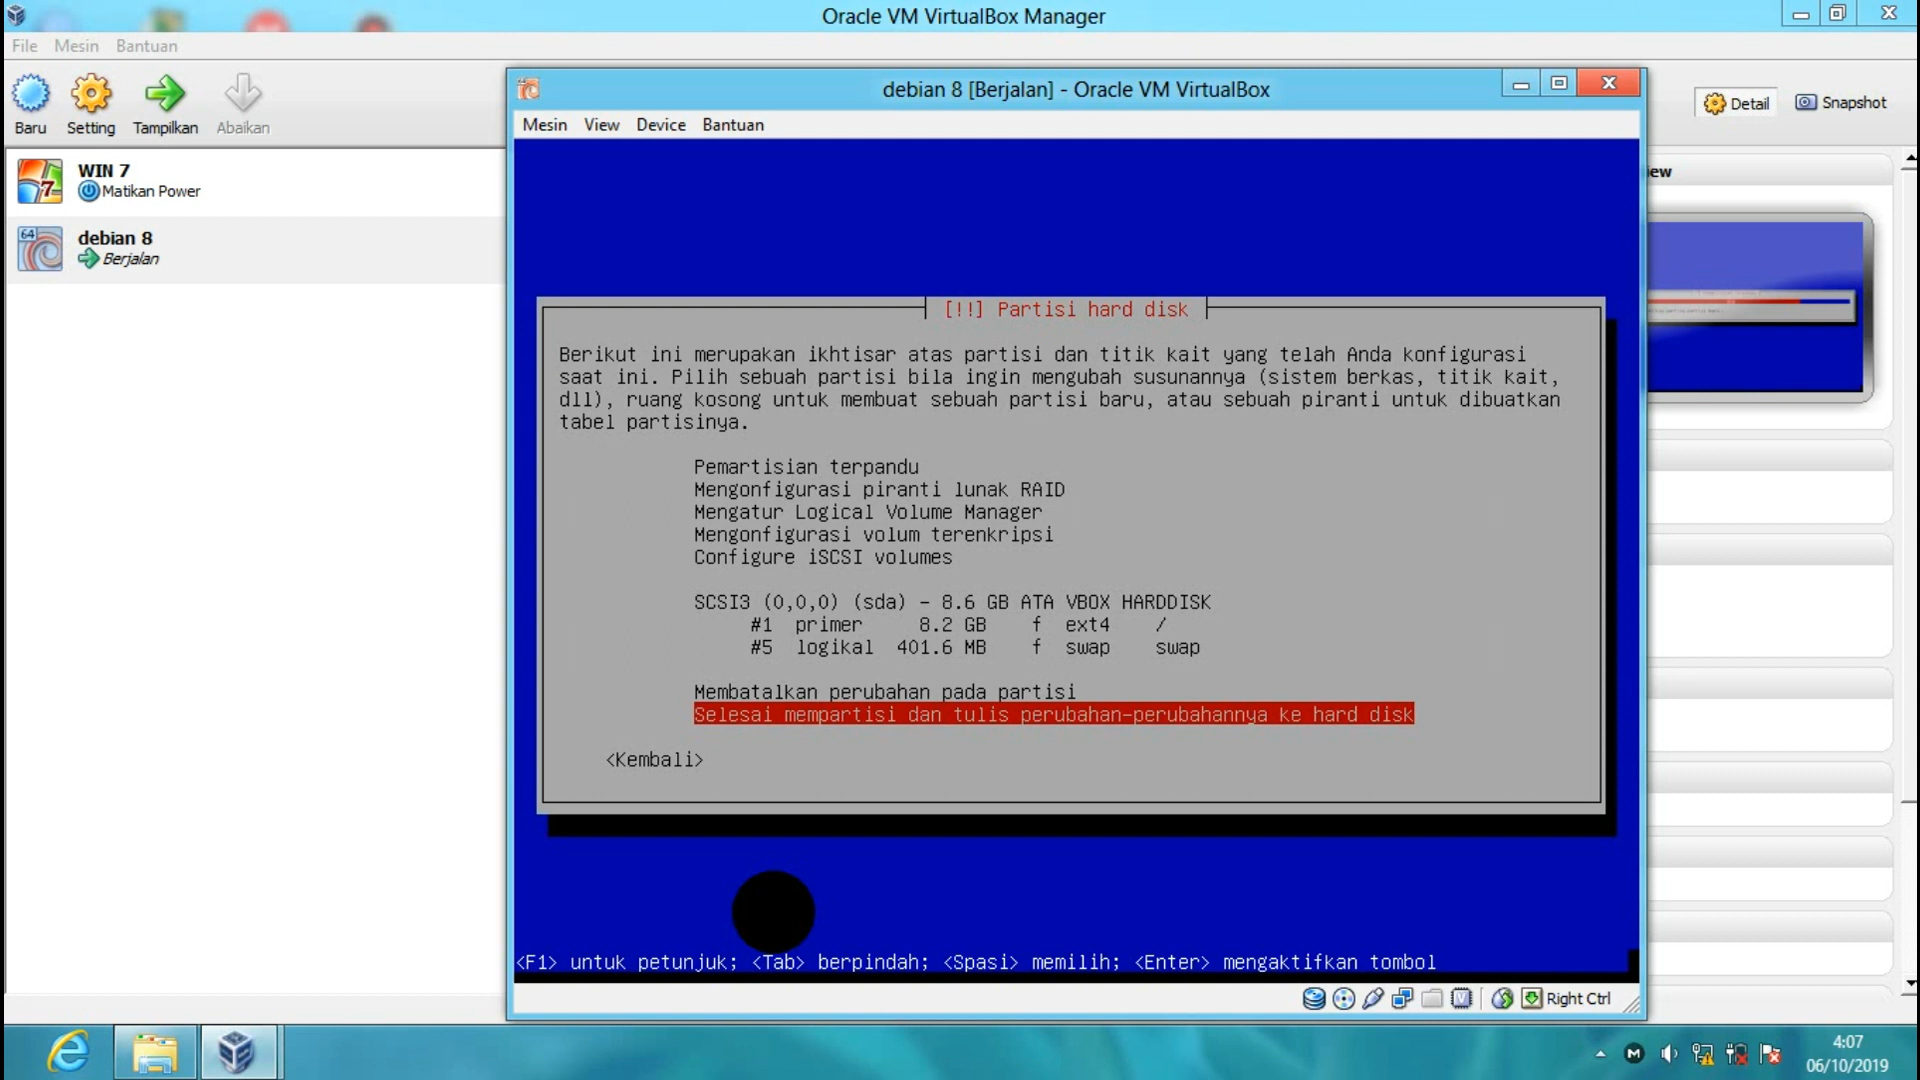 Oracle VM VirtualBox Manager
File Mesin Bantuan
Baru Setting Tampilkan Abaikan
Detail Snapshot
WIN 7
Matikan Power
64
debian 8
Berjalan
debian 8 [Berjalan] - Oracle VM VirtualBox
Mesin View Device Bantuan
[!!] Partisi hard disk
Berikut ini merupakan ikhtisar atas partisi dan titik kait yang telah Anda konfigurasi
saat ini. Pilih sebuah partisi bila ingin mengubah susunannya (sistem berkas, titik kait,
dll), ruang kosong untuk membuat sebuah partisi baru, atau sebuah piranti untuk dibuatkan
tabel partisinya.
Pemartisian terpandu
Mengonfigurasi piranti lunak RAID
Mengatur Logical Volume Manager
Mengonfigurasi volum terenkripsi
Configure iSCSI volumes
SCSI3 (0,0,0) (sda) - 8.6 GB ATA VBOX HARDDISK
#1 primer 8.2 GB f ext4 /
#5 logikal 401.6 MB f swap swap
Membatalkan perubahan pada partisi
Selesai mempartisi dan tulis perubahan-perubahannya ke hard disk
<Kembali>
<F1> untuk petunjuk; <Tab> berpindah; <Spasi> memilih; <Enter> mengaktifkan tombol
Right Ctrl
iew
4:07
06/10/2019